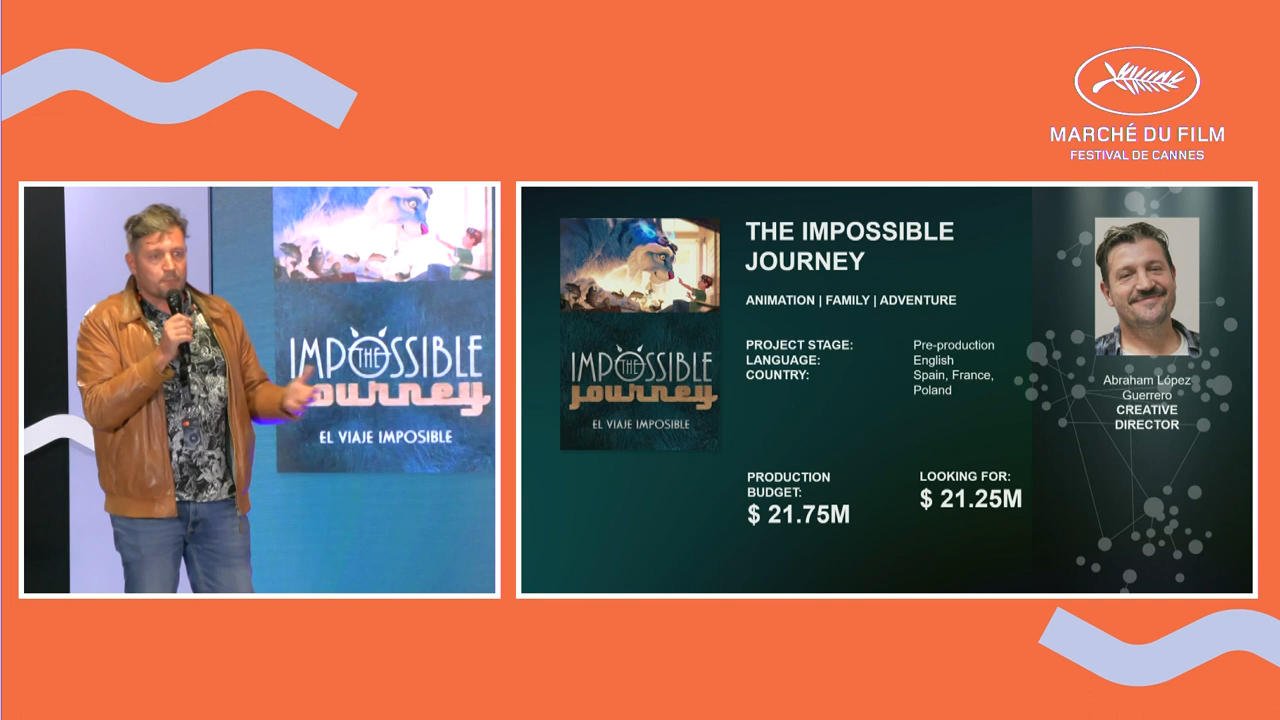 MARCHÉ DU FILM
FESTIVAL DE CANNES
IMPOSSIBLE
THE
journey
EL VIAJE IMPOSIBLE
IMPOSSIBLE
THE
journey
EL VIAJE IMPOSIBLE
THE IMPOSSIBLE
JOURNEY
ANIMATION | FAMILY | ADVENTURE
PROJECT STAGE: Pre-production
LANGUAGE: English
COUNTRY: Spain, France,
Poland
PRODUCTION
BUDGET:
$ 21.75M
LOOKING FOR:
$ 21.25M
Abraham López
Guerrero
CREATIVE
DIRECTOR